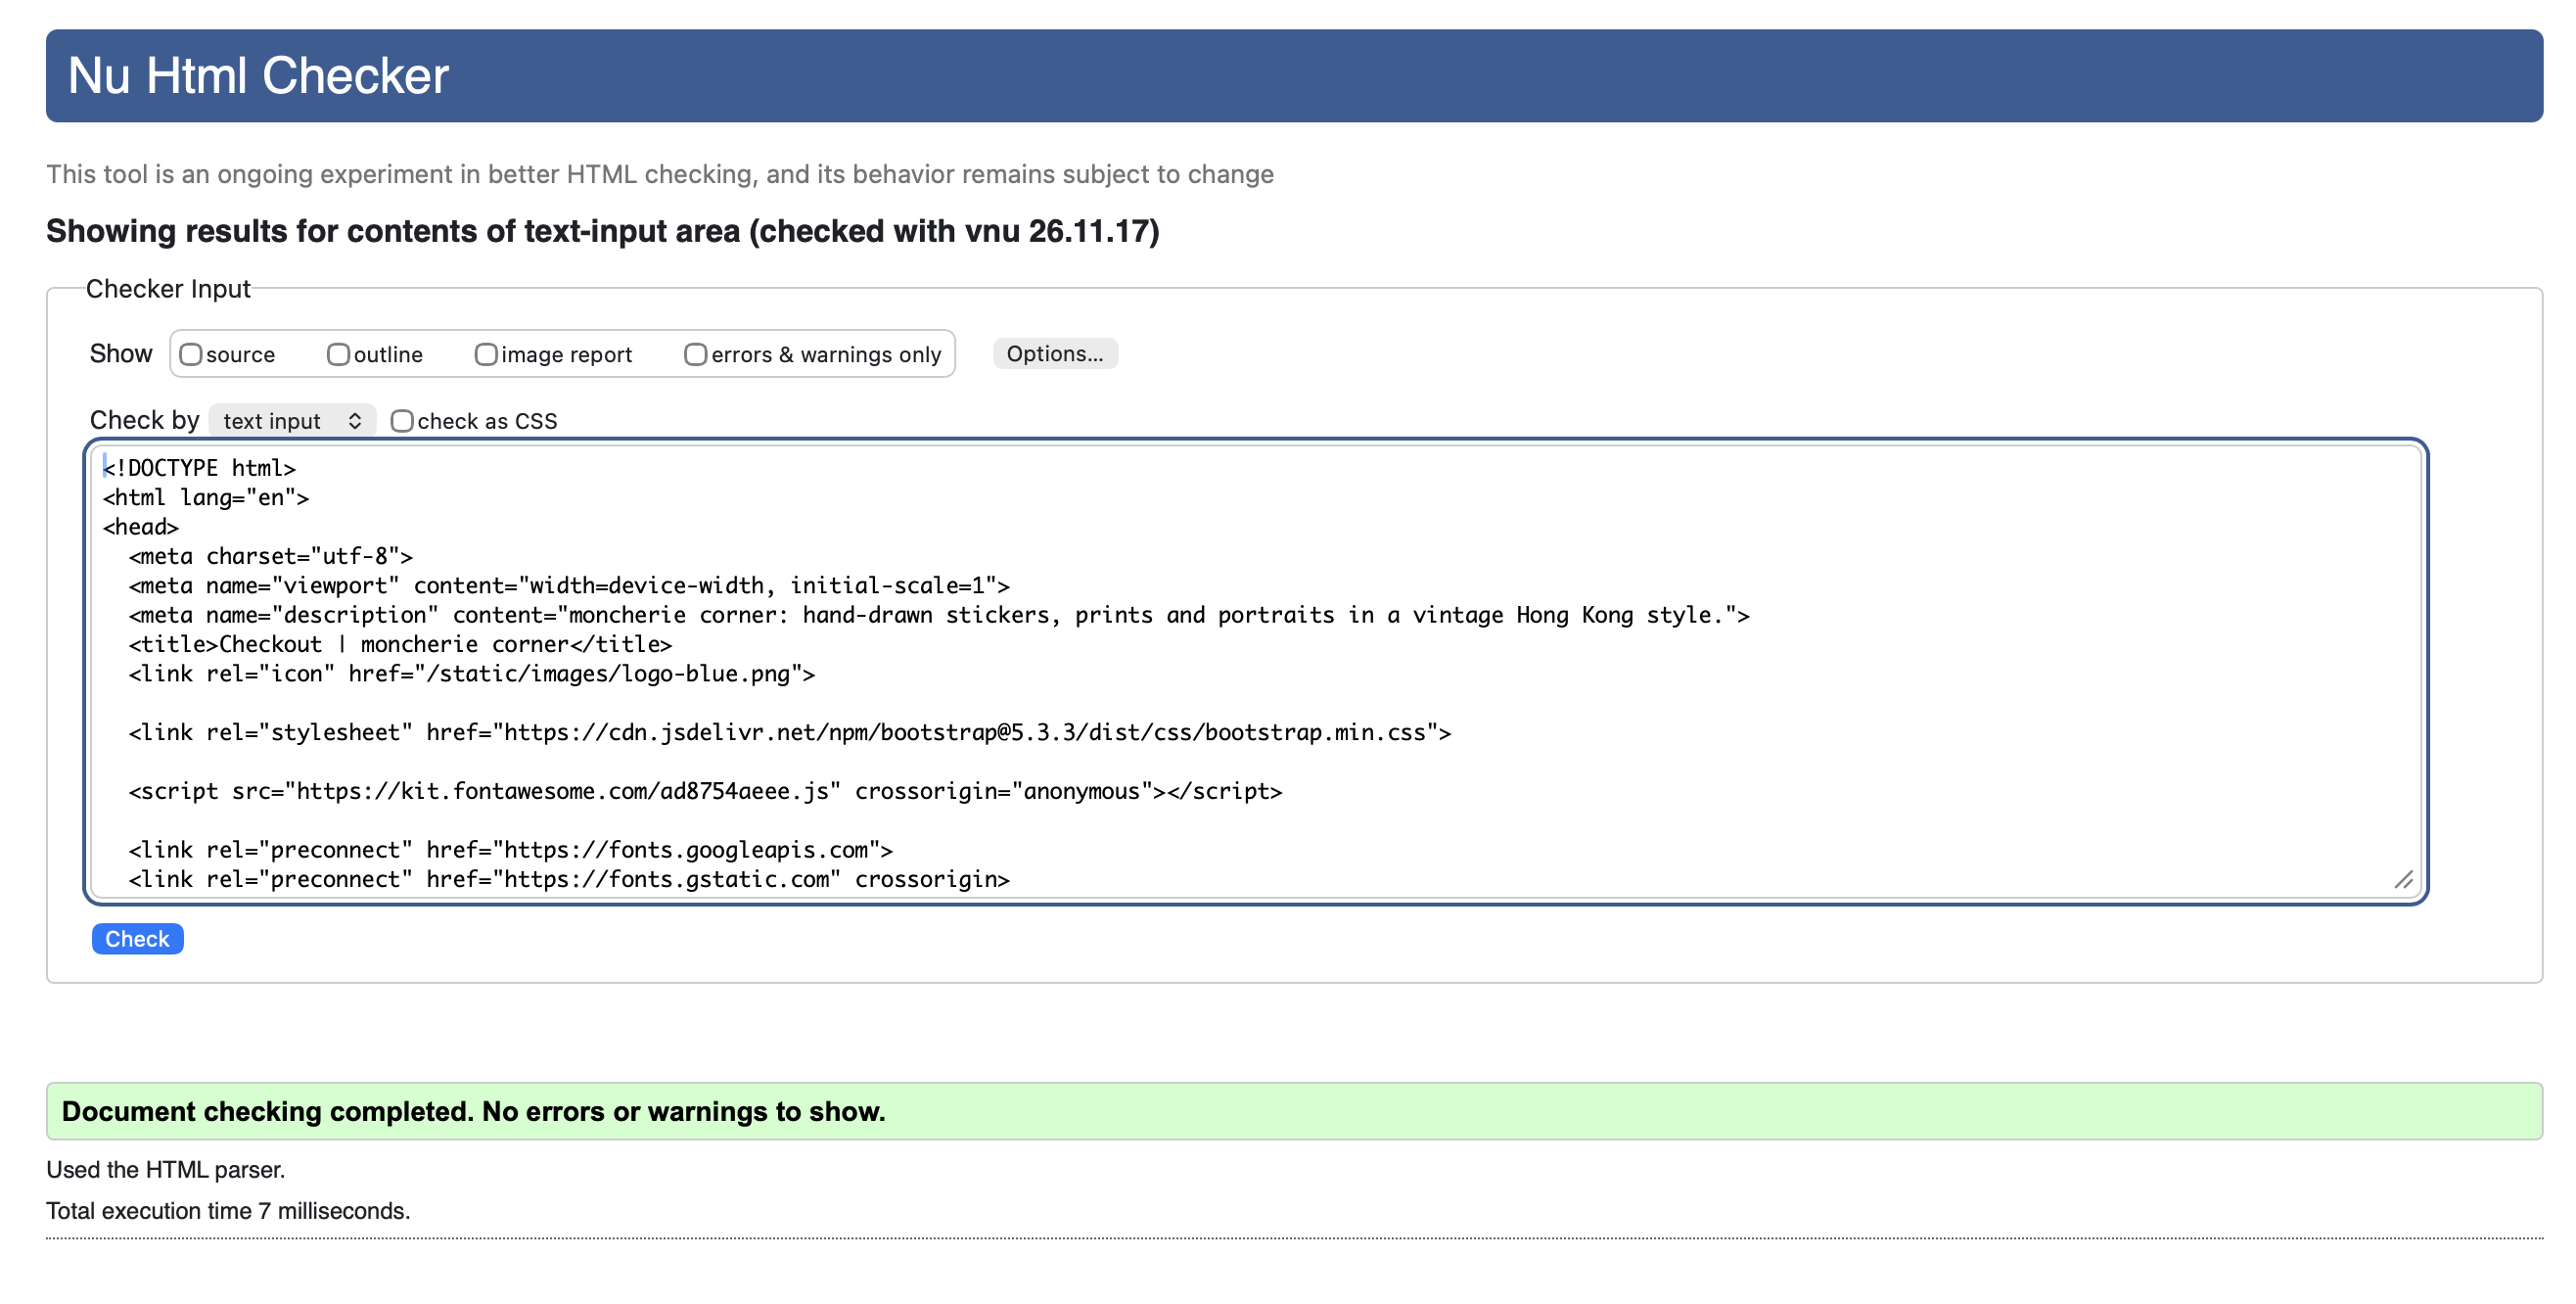 Nu Html Checker
This tool is an ongoing experiment in better HTML checking, and its behavior remains subject to change
Showing results for contents of text-input area (checked with vnu 26.11.17)
Checker Input
Show source outline image report errors & warnings only Options...
Check by text input check as CSS
<!DOCTYPE html>
<html lang="en">
<head>
  <meta charset="utf-8">
  <meta name="viewport" content="width=device-width, initial-scale=1">
  <meta name="description" content="moncherie corner: hand-drawn stickers, prints and portraits in a vintage Hong Kong style.">
  <title>Checkout | moncherie corner</title>
  <link rel="icon" href="/static/images/logo-blue.png">
  <link rel="stylesheet" href="https://cdn.jsdelivr.net/npm/bootstrap@5.3.3/dist/css/bootstrap.min.css">
  <script src="https://kit.fontawesome.com/ad8754aeee.js" crossorigin="anonymous"></script>
  <link rel="preconnect" href="https://fonts.googleapis.com">
  <link rel="preconnect" href="https://fonts.gstatic.com" crossorigin>
Check
Document checking completed. No errors or warnings to show.
Used the HTML parser.
Total execution time 7 milliseconds.